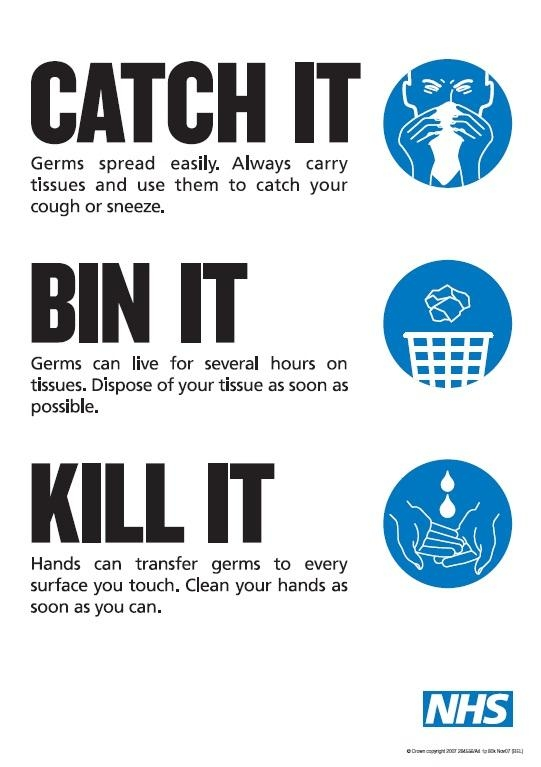 CATCH IT
Germs spread easily. Always carry
tissues and use them to catch your
cough or sneeze.
BIN IT
Germs can live for several hours on
tissues. Dispose of your tissue as soon as
possible.
KILL IT
Hands can transfer germs to every
surface you touch. Clean your hands as
soon as you can.
NHS
© Crown copyright 2007 1p 80k Nov07